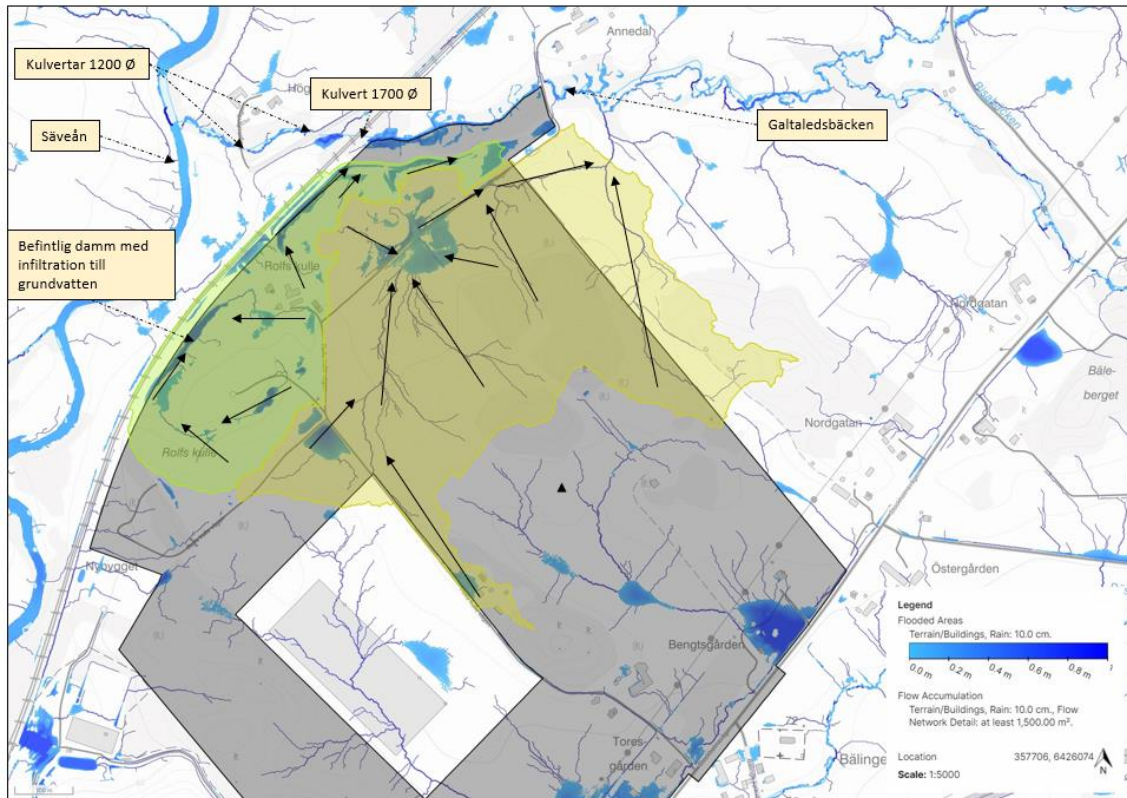 Annedal
Kulvertar 1200 Ø
Hög
Kulvert 1700 Ø
Galtaledsbäcken
Säveån
Befintlig damm med
infiltration till
grundvatten
Rolfs kulle
Nordgatan
Bäle-
berget
Nordgatan
Rolfs kulle
Nybygget
Östergården
Bengtsgården
Tores
gården
Bälinge
Legend
Flooded Areas
Terrain/Buildings, Rain: 10.0 cm.
0.0 m 0.2 m 0.4 m 0.6 m 0.8 m
Flow Accumulation
Terrain/Buildings, Rain: 10.0 cm., Flow
Network Detail: at least 1,500.00 m².
Location 357706, 6426074
Scale: 1:5000
N